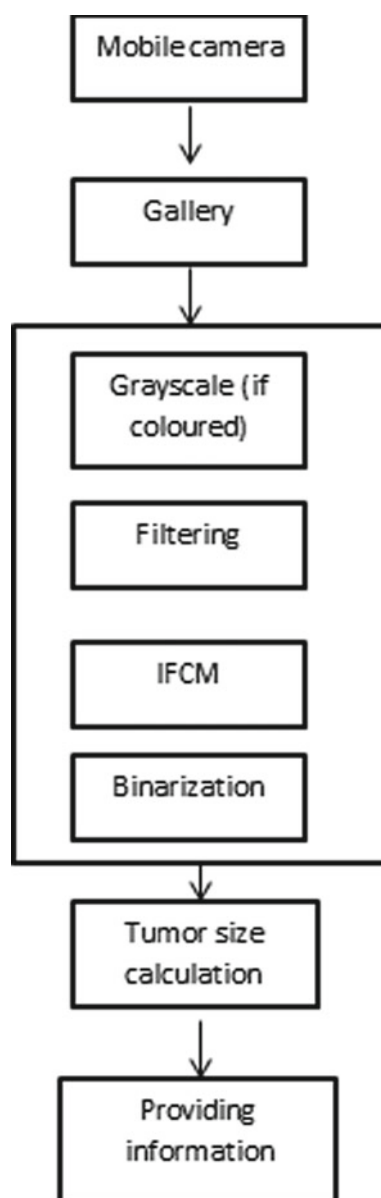 Mobile camera
Gallery
Grayscale (if
coloured)
Filtering
IFCM
Binarization
Tumor size
calculation
Providing
information